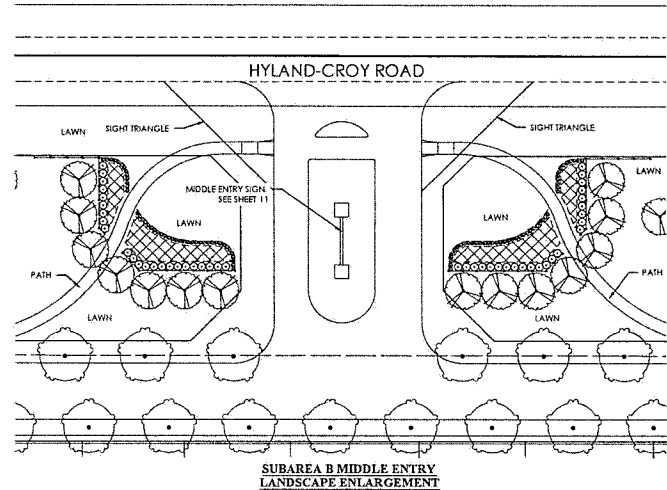 HYLAND-CROY ROAD
LAWN
SIGHT TRIANGLE
SIGHT TRIANGLE
LAWN
MIDDLE ENTRY SIGN.
SEE SHEET 11
LAWN
LAWN
PATH
PATH
LAWN
LAWN
SUBAREA B MIDDLE ENTRY
LANDSCAPE ENLARGEMENT